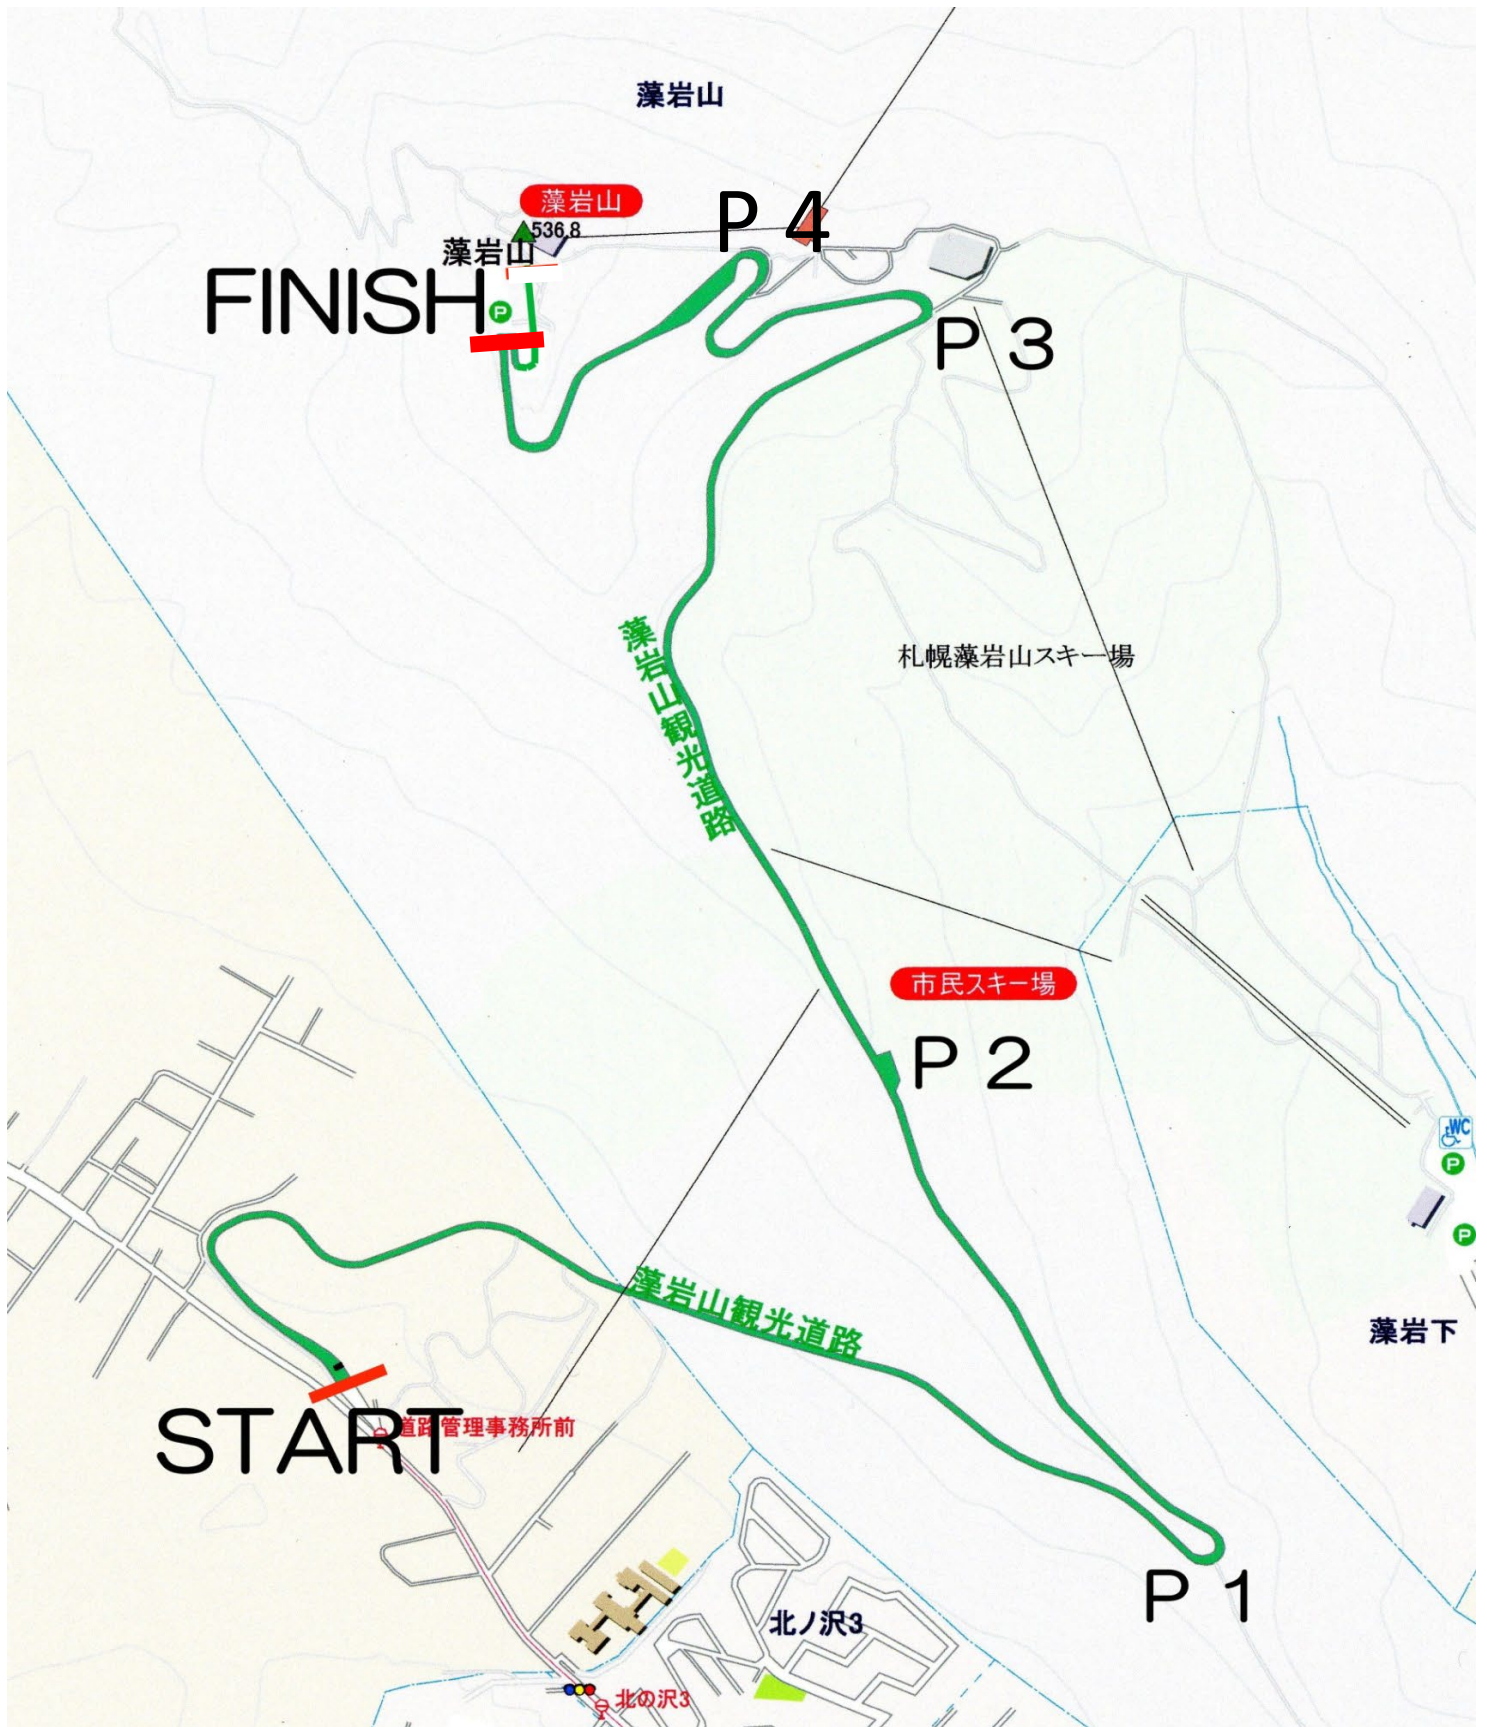 藻岩山
藻岩山
P 4
536.8
藻岩山
FINISH
P
P 3
藻岩山観光道路
札幌藻岩山スキー場
市民スキー場
P 2
WC
P
P
藻岩山観光道路
藻岩下
START
道路管理事務所前
P 1
北ノ沢3
北の沢3